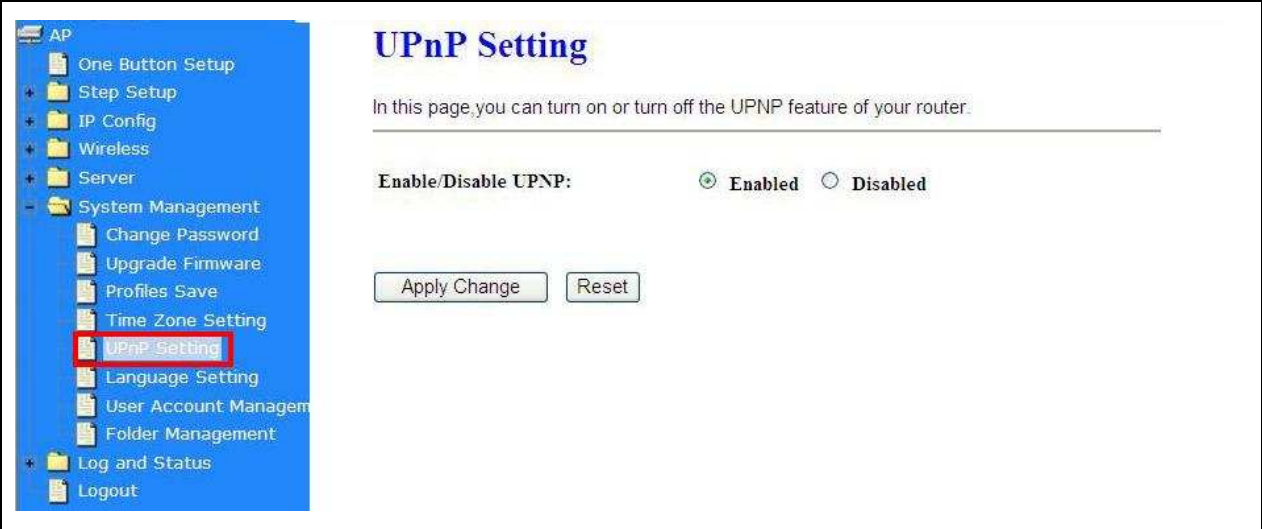 AP
One Button Setup
Step Setup
IP Config
Wireless
Server
System Management
Change Password
Upgrade Firmware
Profiles Save
Time Zone Setting
UPnP Setting
Language Setting
User Account Managem
Folder Management
Log and Status
Logout
UPnP Setting
In this page,you can turn on or turn off the UPNP feature of your router.
Enable/Disable UPNP: Enabled Disabled
Apply Change Reset